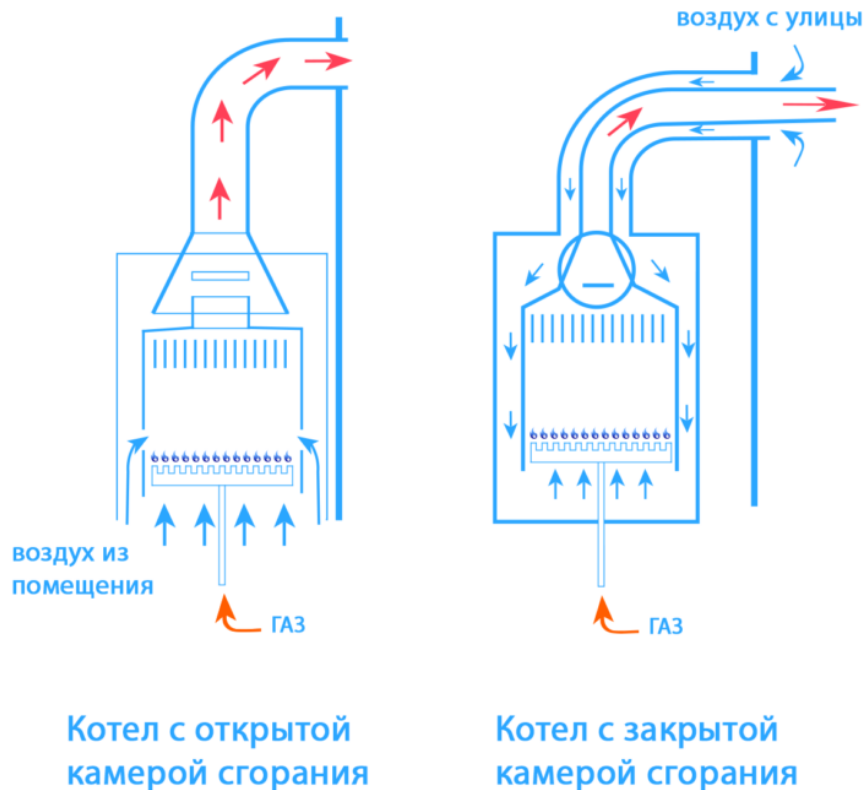 воздух с улицы
воздух из
помещения
ГАЗ
ГАЗ
Котел с открытой
камерой сгорания
Котел с закрытой
камерой сгорания